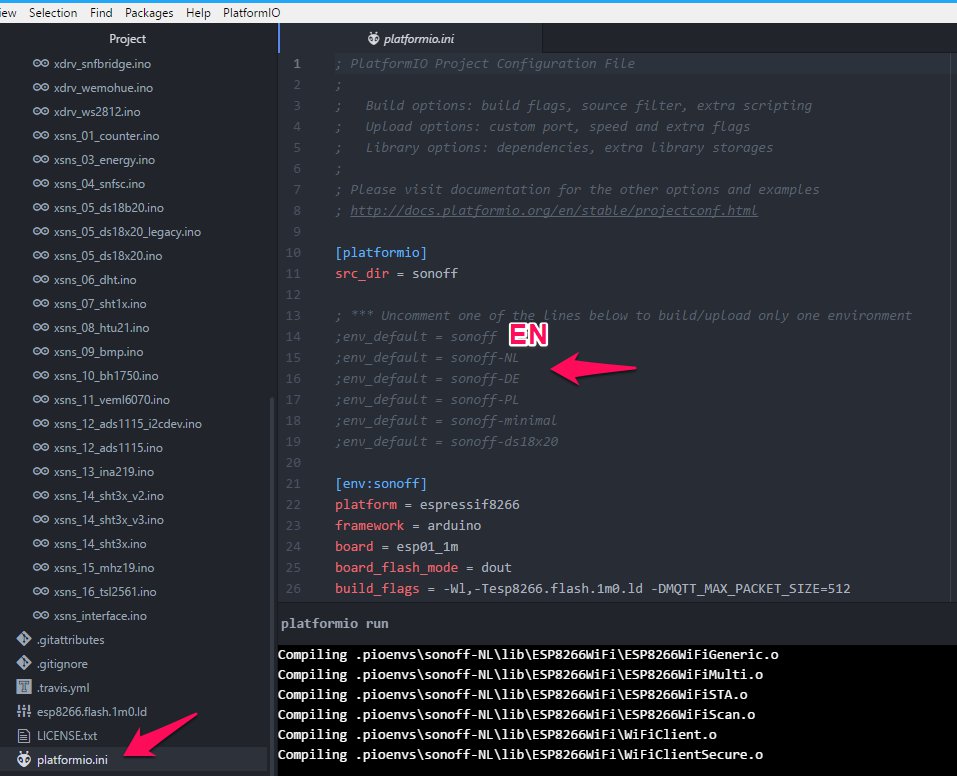 iew Selection Find Packages Help PlatformIO
Project
xdrv_snfbridge.ino
xdrv_wemohue.ino
xdrv_ws2812.ino
xsns_01_counter.ino
xsns_03_energy.ino
xsns_04_snfsc.ino
xsns_05_ds18b20.ino
xsns_05_ds18x20_legacy.ino
xsns_05_ds18x20.ino
xsns_06_dht.ino
xsns_07_sht1x.ino
xsns_08_htu21.ino
xsns_09_bmp.ino
xsns_10_bh1750.ino
xsns_11_veml6070.ino
xsns_12_ads1115_i2cdev.ino
xsns_12_ads1115.ino
xsns_13_ina219.ino
xsns_14_sht3x_v2.ino
xsns_14_sht3x_v3.ino
xsns_14_sht3x.ino
xsns_15_mhz19.ino
xsns_16_tsl2561.ino
xsns_interface.ino
.gitattributes
.gitignore
.travis.yml
esp8266.flash.1m0.ld
LICENSE.txt
platformio.ini
platformio.ini
1 ; PlatformIO Project Configuration File
2 ;
3 ;   Build options: build flags, source filter, extra scripting
4 ;   Upload options: custom port, speed and extra flags
5 ;   Library options: dependencies, extra library storages
6 ;
7 ; Please visit documentation for the other options and examples
8 ; http://docs.platformio.org/en/stable/projectconf.html
9
10 [platformio]
11 src_dir = sonoff
12
13 ; *** Uncomment one of the lines below to build/upload only one environment
14 ;env_default = sonoff EN
15 ;env_default = sonoff-NL
16 ;env_default = sonoff-DE
17 ;env_default = sonoff-PL
18 ;env_default = sonoff-minimal
19 ;env_default = sonoff-ds18x20
20
21 [env:sonoff]
22 platform = espressif8266
23 framework = arduino
24 board = esp01_1m
25 board_flash_mode = dout
26 build_flags = -Wl,-Tesp8266.flash.1m0.ld -DMQTT_MAX_PACKET_SIZE=512
platformio run
Compiling .pioenvs\sonoff-NL\lib\ESP8266WiFi\ESP8266WiFiGeneric.o
Compiling .pioenvs\sonoff-NL\lib\ESP8266WiFi\ESP8266WiFiMulti.o
Compiling .pioenvs\sonoff-NL\lib\ESP8266WiFi\ESP8266WiFiSTA.o
Compiling .pioenvs\sonoff-NL\lib\ESP8266WiFi\ESP8266WiFiScan.o
Compiling .pioenvs\sonoff-NL\lib\ESP8266WiFi\WiFiClient.o
Compiling .pioenvs\sonoff-NL\lib\ESP8266WiFi\WiFiClientSecure.o